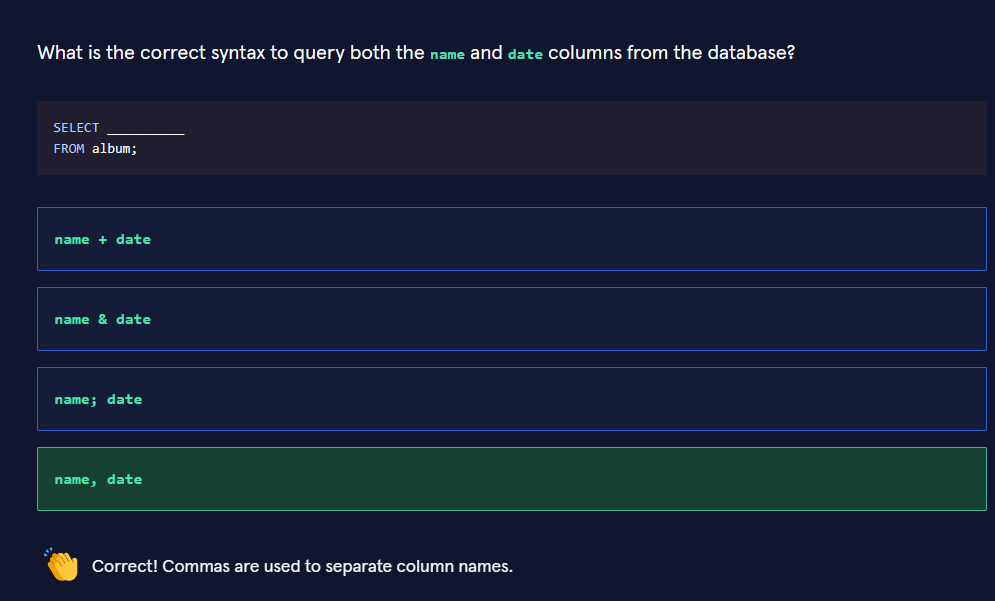 What is the correct syntax to query both the name and date columns from the database?
SELECT __________
FROM album;
name + date
name & date
name; date
name, date
Correct! Commas are used to separate column names.